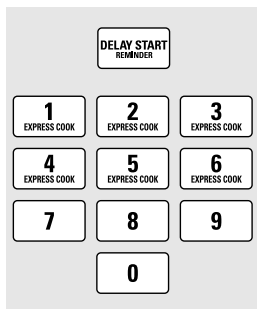 DELAY START
REMINDER
1 2 3
EXPRESS COOK EXPRESS COOK EXPRESS COOK
4 5 6
EXPRESS COOK EXPRESS COOK EXPRESS COOK
7 8 9
0